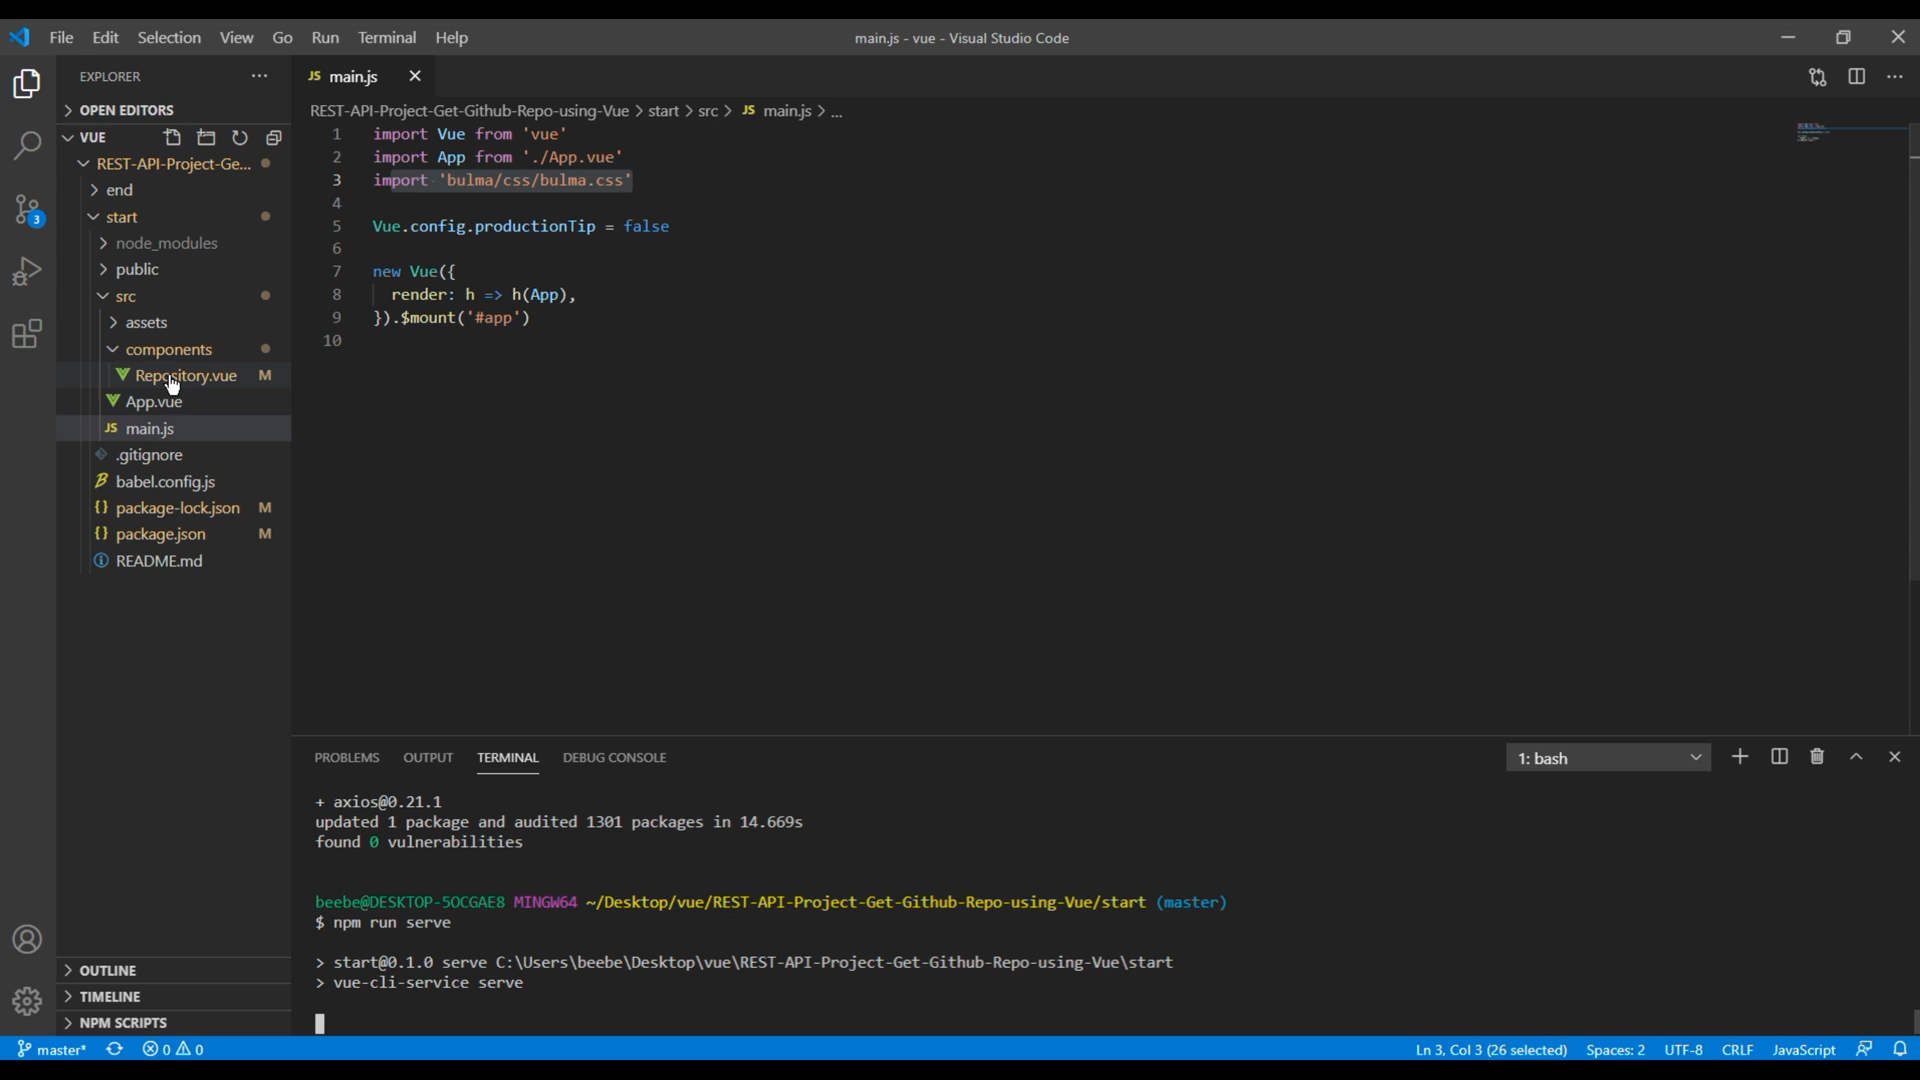 File Edit Selection View Go Run Terminal Help
main.js - vue - Visual Studio Code
EXPLORER
OPEN EDITORS
VUE
REST-API-Project-Ge...
end
start
node_modules
public
src
assets
components
Repository.vue M
App.vue
JS main.js
.gitignore
babel.config.js
{} package-lock.json M
{} package.json M
README.md
OUTLINE
TIMELINE
NPM SCRIPTS
3
JS main.js
REST-API-Project-Get-Github-Repo-using-Vue > start > src > JS main.js > ...
1 import Vue from 'vue'
2 import App from './App.vue'
3 import 'bulma/css/bulma.css'
4
5 Vue.config.productionTip = false
6
7 new Vue({
8 render: h => h(App),
9 }).$mount('#app')
10
PROBLEMS OUTPUT TERMINAL DEBUG CONSOLE
1: bash
+ axios@0.21.1
updated 1 package and audited 1301 packages in 14.669s
found 0 vulnerabilities
beebe@DESKTOP-5OCGAE8 MINGW64 ~/Desktop/vue/REST-API-Project-Get-Github-Repo-using-Vue/start (master)
$ npm run serve
> start@0.1.0 serve C:\Users\beebe\Desktop\vue\REST-API-Project-Get-Github-Repo-using-Vue\start
> vue-cli-service serve
master* 0 0
Ln 3, Col 3 (26 selected) Spaces: 2 UTF-8 CRLF JavaScript